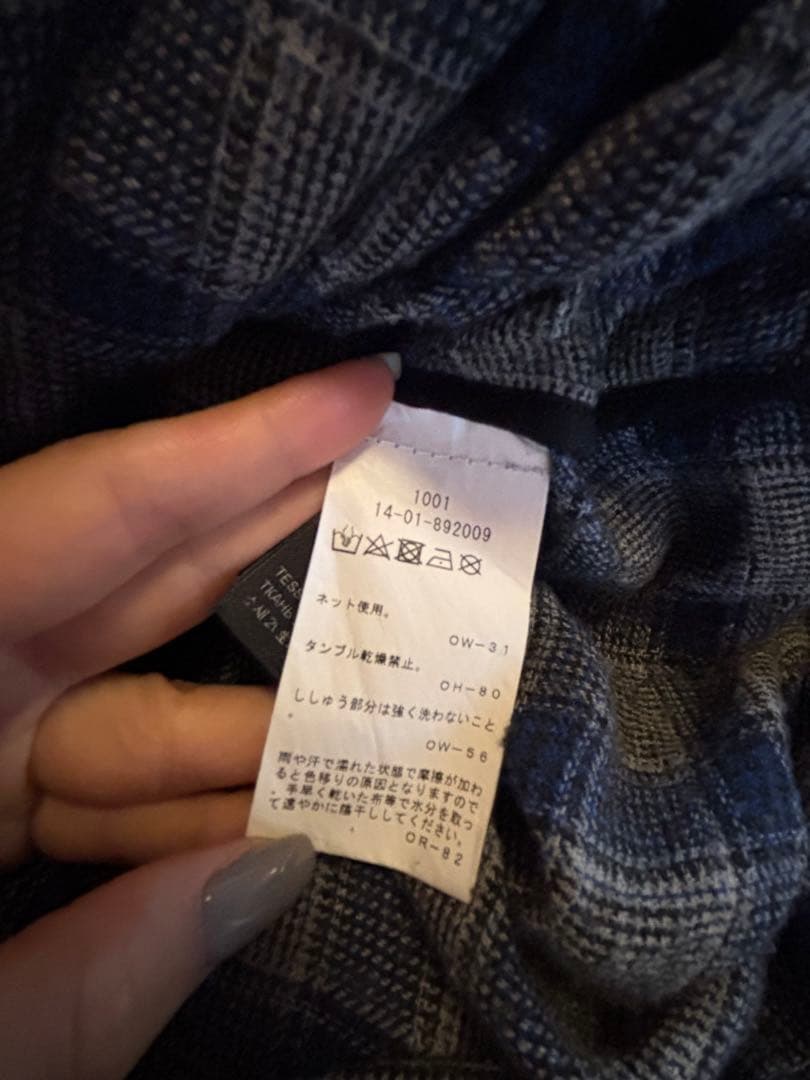 1001
14-01-892009
ネット使用。
OW-31
タンブル乾燥禁止。
OH-80
ししゅう部分は強く洗わないこと
。
OW-56
雨や汗で濡れた状態で摩擦が加わ
ると色移りの原因となりますので
、手早く乾いた布等で水分を取っ
て速やかに陰干ししてください。
OR-82
TESS